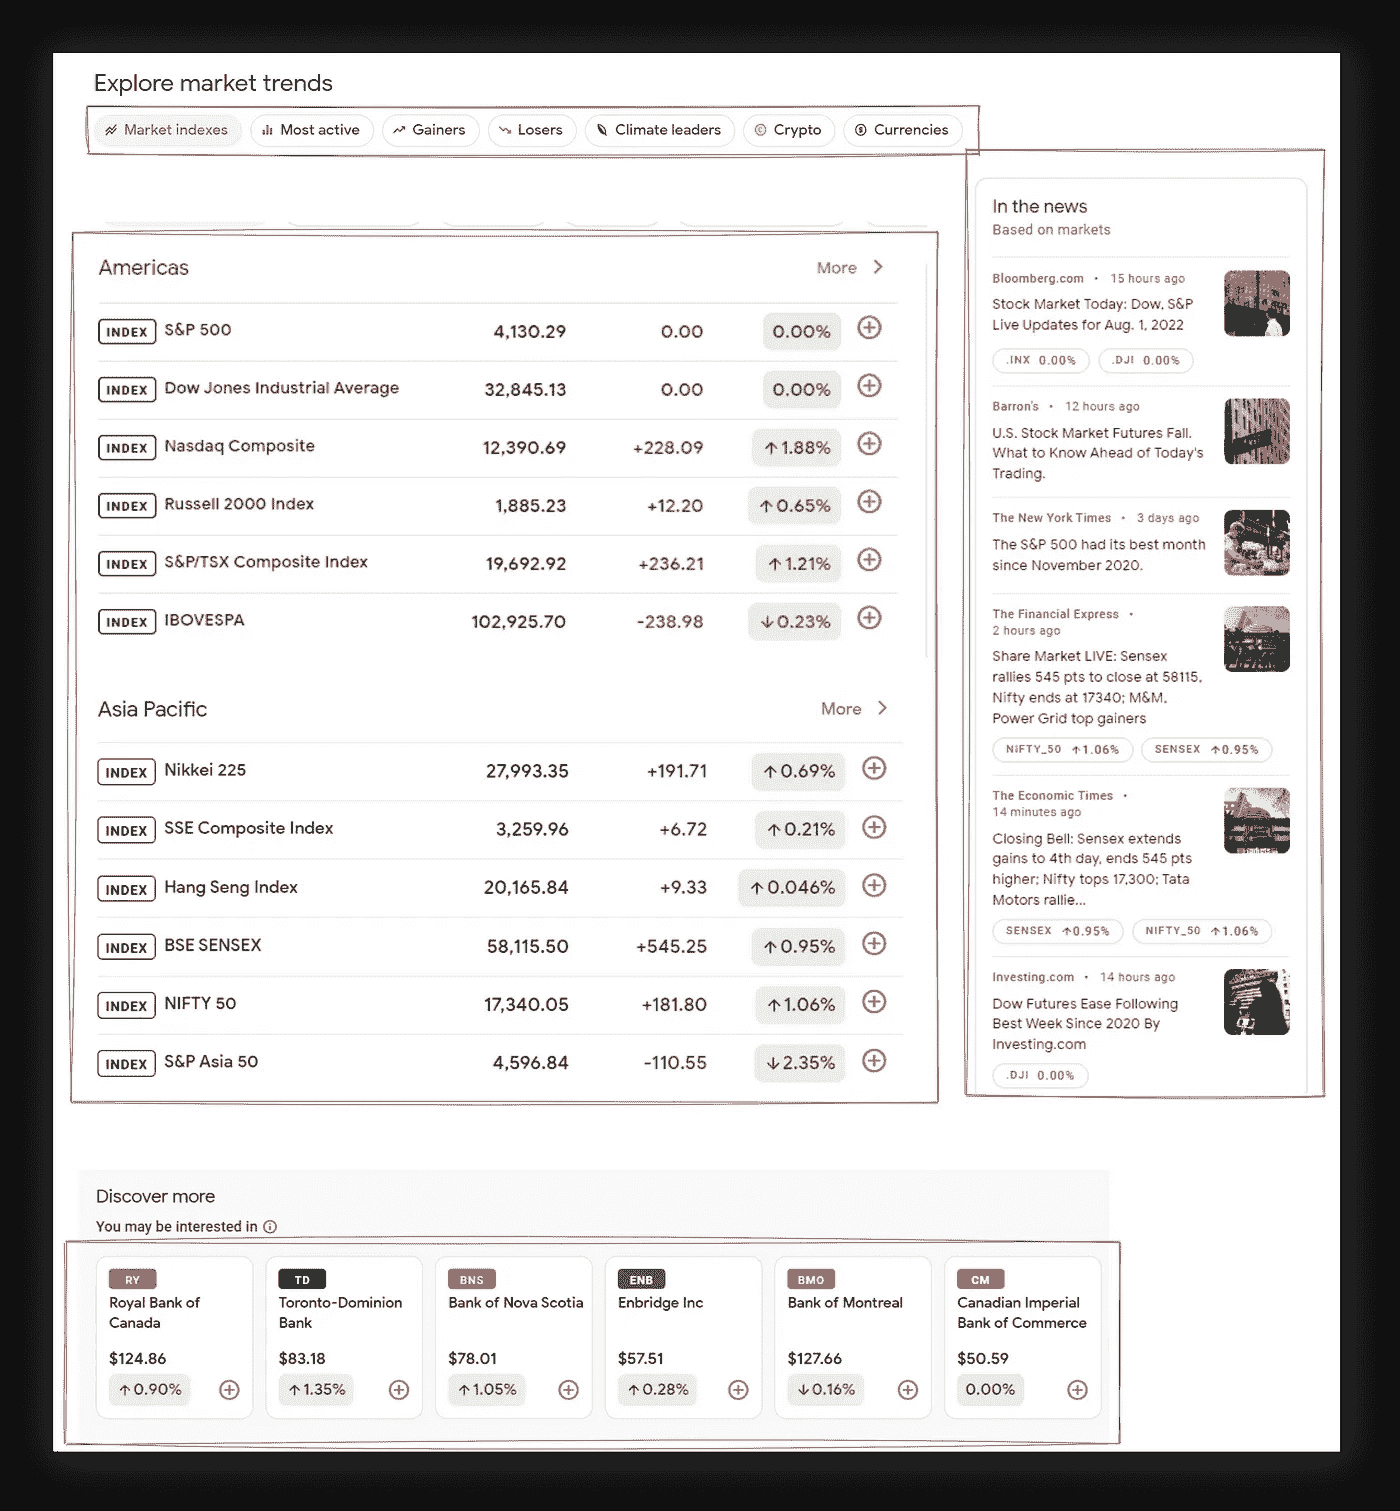 Explore market trends
Market indexes Most active Gainers Losers Climate leaders Crypto Currencies
Americas More
INDEX S&P 500 4,130.29 0.00 0.00%
INDEX Dow Jones Industrial Average 32,845.13 0.00 0.00%
INDEX Nasdaq Composite 12,390.69 +228.09 ↑1.88%
INDEX Russell 2000 Index 1,885.23 +12.20 ↑0.65%
INDEX S&P/TSX Composite Index 19,692.92 +236.21 ↑1.21%
INDEX IBOVESPA 102,925.70 -238.98 ↓0.23%
Asia Pacific More
INDEX Nikkei 225 27,993.35 +191.71 ↑0.69%
INDEX SSE Composite Index 3,259.96 +6.72 ↑0.21%
INDEX Hang Seng Index 20,165.84 +9.33 ↑0.046%
INDEX BSE SENSEX 58,115.50 +545.25 ↑0.95%
INDEX NIFTY 50 17,340.05 +181.80 ↑1.06%
INDEX S&P Asia 50 4,596.84 -110.55 ↓2.35%
In the news
Based on markets
Bloomberg.com • 15 hours ago
Stock Market Today: Dow, S&P
Live Updates for Aug. 1, 2022
.INX 0.00% .DJI 0.00%
Barron's • 12 hours ago
U.S. Stock Market Futures Fall.
What to Know Ahead of Today's
Trading.
The New York Times • 3 days ago
The S&P 500 had its best month
since November 2020.
The Financial Express •
2 hours ago
Share Market LIVE: Sensex
rallies 545 pts to close at 58115,
Nifty ends at 17340; M&M,
Power Grid top gainers
NIFTY_50 ↑1.06% SENSEX ↑0.95%
The Economic Times •
14 minutes ago
Closing Bell: Sensex extends
gains to 4th day, ends 545 pts
higher; Nifty tops 17,300; Tata
Motors rallie...
SENSEX ↑0.95% NIFTY_50 ↑1.06%
Investing.com • 14 hours ago
Dow Futures Ease Following
Best Week Since 2020 By
Investing.com
.DJI 0.00%
Discover more
You may be interested in
RY
Royal Bank of
Canada
$124.86
↑0.90%
TD
Toronto-Dominion
Bank
$83.18
↑1.35%
BNS
Bank of Nova Scotia
$78.01
↑1.05%
ENB
Enbridge Inc
$57.51
↑0.28%
BMO
Bank of Montreal
$127.66
↓0.16%
CM
Canadian Imperial
Bank of Commerce
$50.59
0.00%